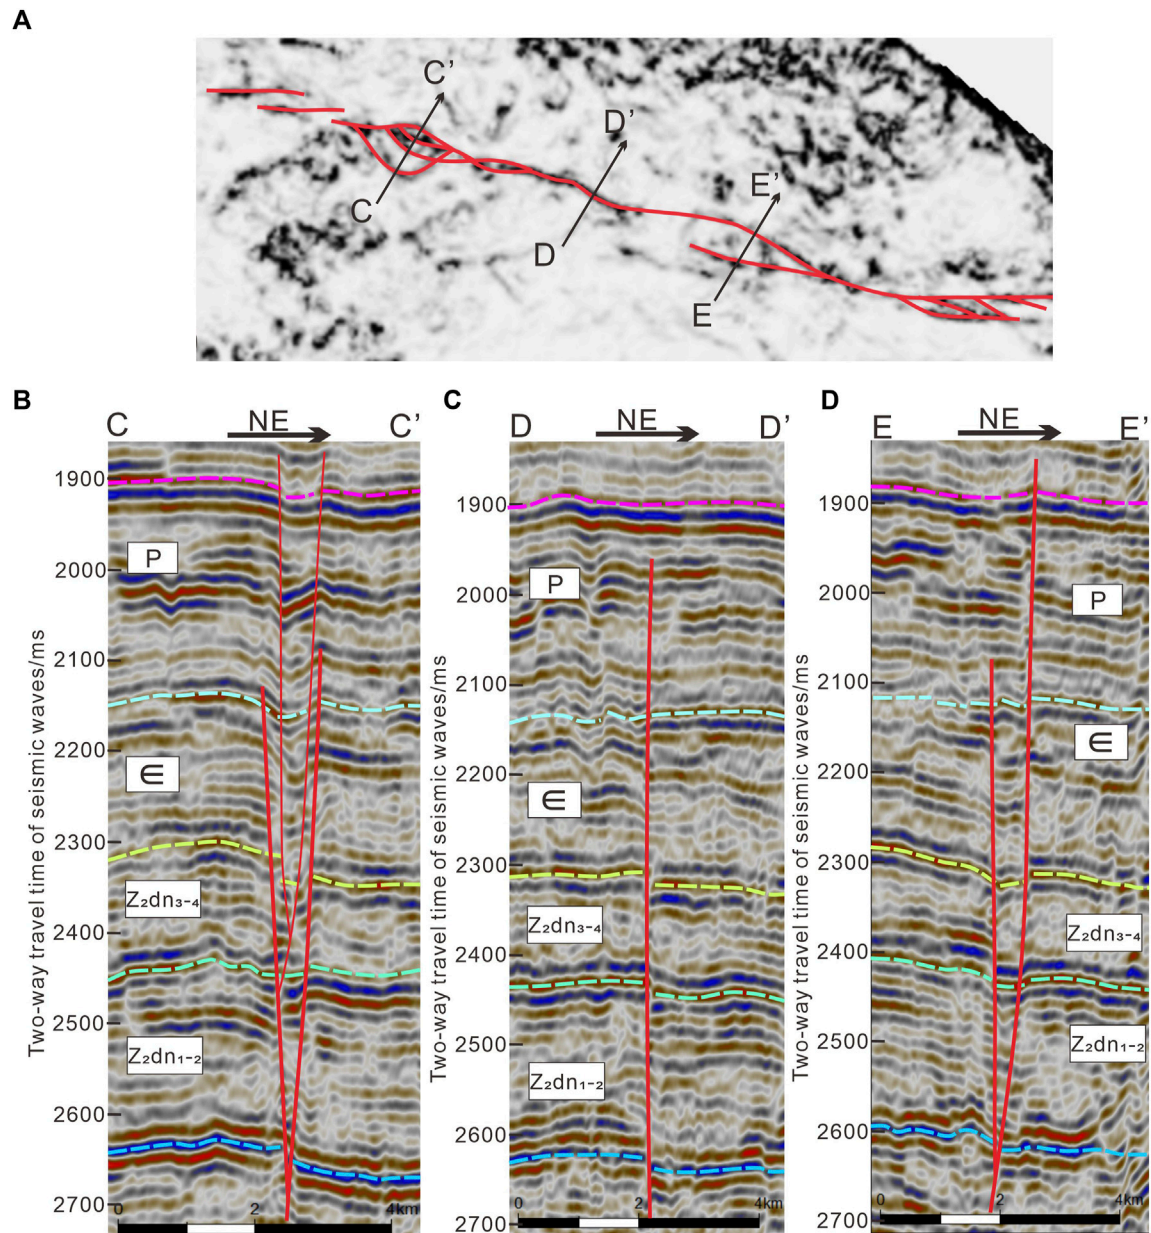 A
C'
D'
E'
C
D
E
B
C
NE
C'
1900
2000
2100
2200
2300
2400
2500
2600
2700
Two-way travel time of seismic waves/ms
P
∈
Z₂dn₃₋₄
Z₂dn₁₋₂
0
2
4km
C
D
NE
D'
1900
2000
2100
2200
2300
2400
2500
2600
2700
Two-way travel time of seismic waves/ms
P
∈
Z₂dn₃₋₄
Z₂dn₁₋₂
0
2
4km
D
E
NE
E'
1900
2000
2100
2200
2300
2400
2500
2600
2700
Two-way travel time of seismic waves/ms
P
∈
Z₂dn₃₋₄
Z₂dn₁₋₂
0
2
4km